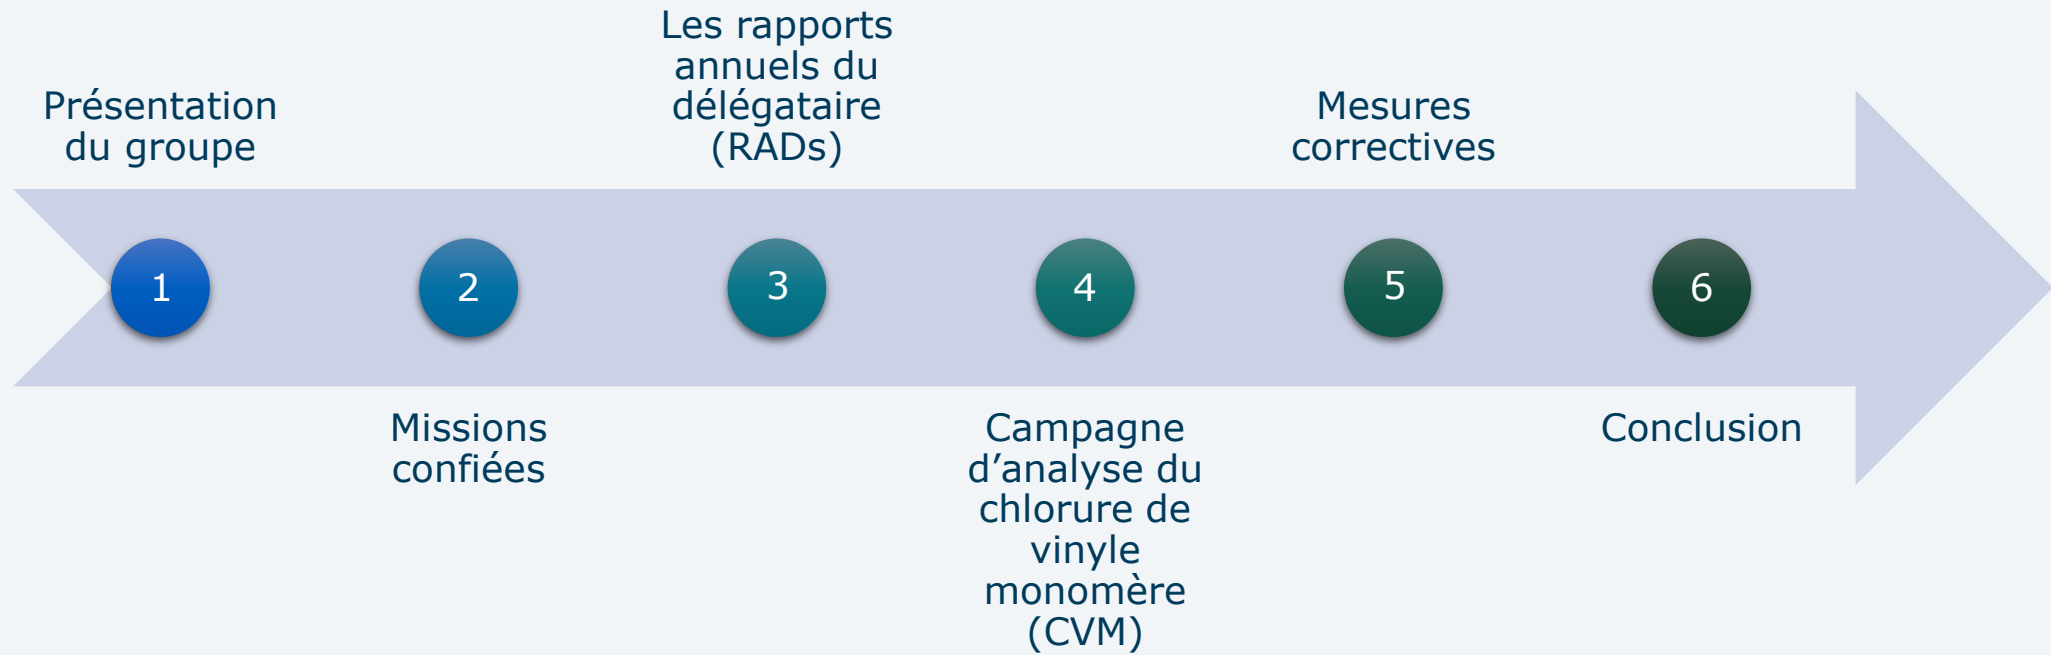 Présentation
du groupe
1
Missions
confiées
2
Les rapports
annuels du
délégataire
(RADs)
3
Campagne
d’analyse du
chlorure de
vinyle
monomère
(CVM)
4
Mesures
correctives
5
Conclusion
6